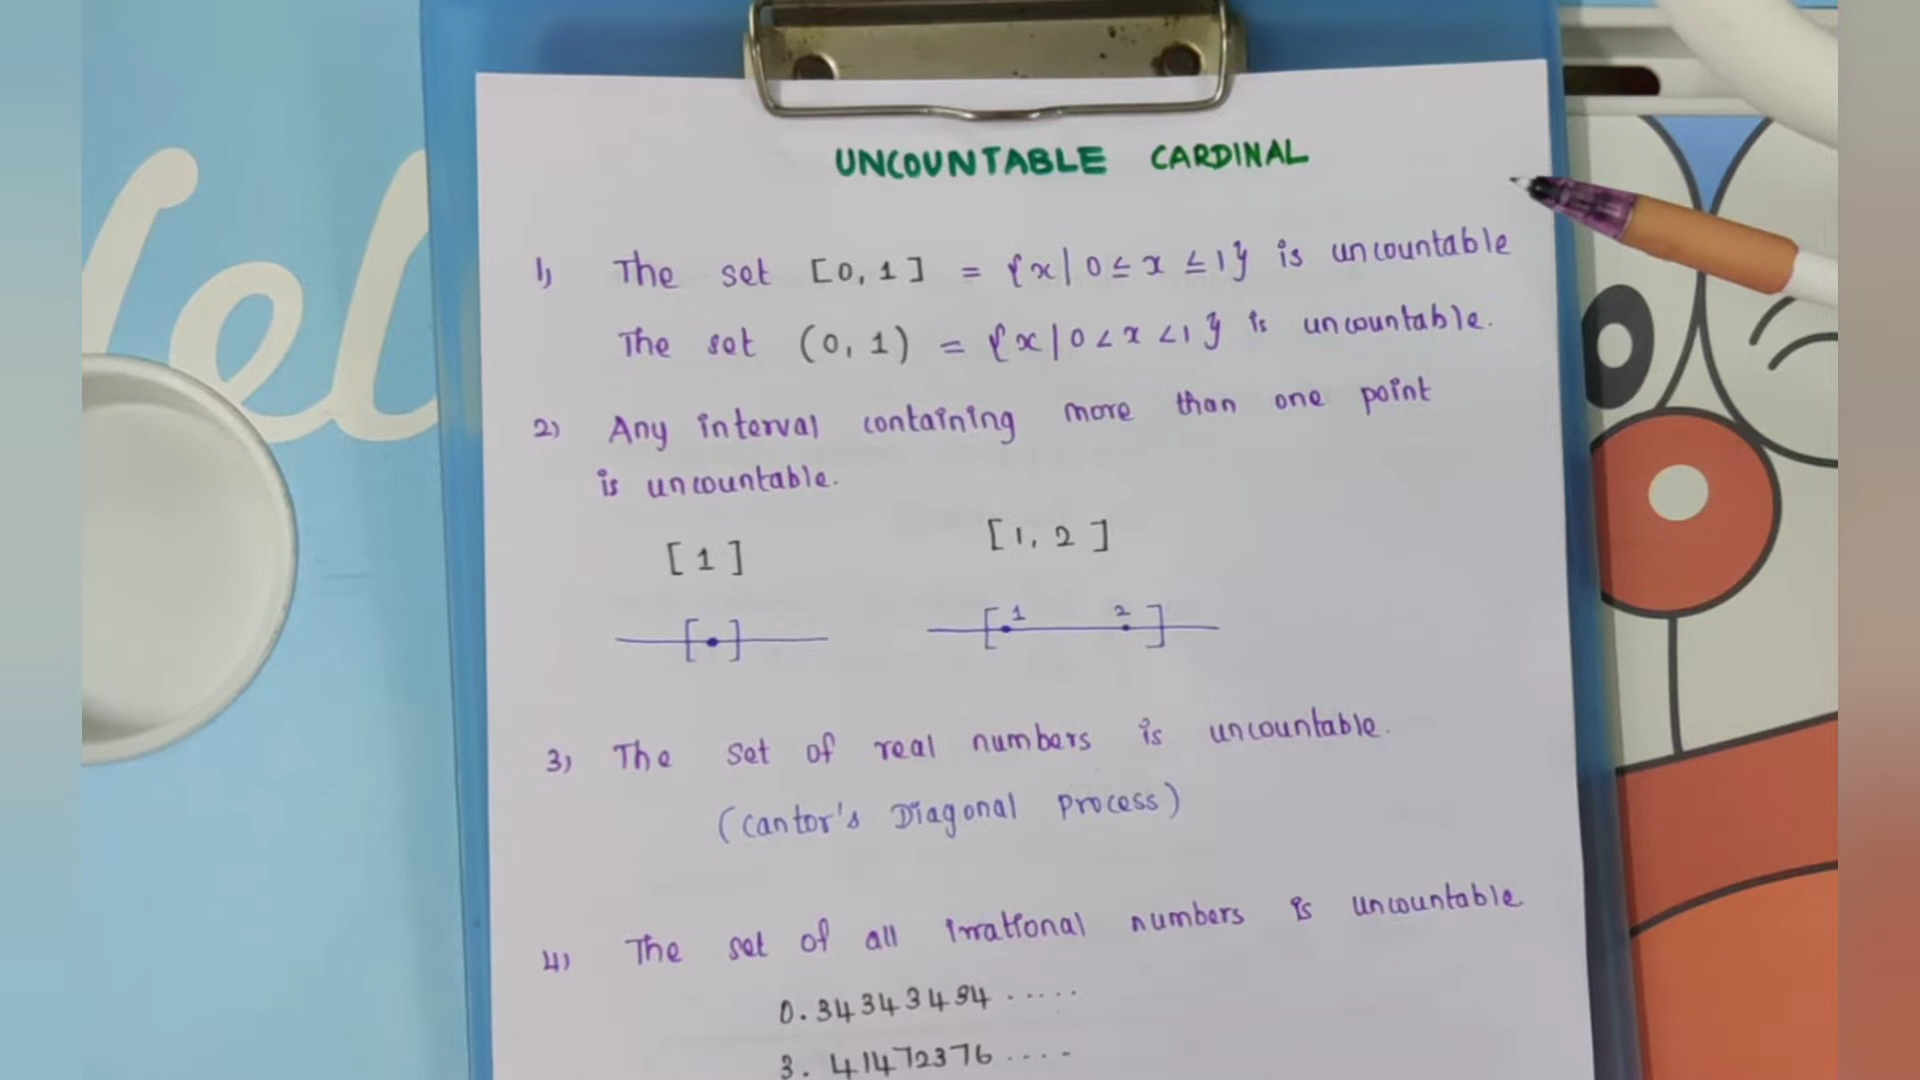 UNCOUNTABLE CARDINAL
1) The set [0, 1] = {x | 0 ≤ x ≤ 1} is uncountable
The set (0, 1) = {x | 0 < x < 1} is uncountable.
2) Any interval containing more than one point
is uncountable.
[1] [1, 2]
1 2
3) The set of real numbers is uncountable.
(Cantor's Diagonal process)
4) The set of all irrational numbers is uncountable.
0.34343434.....
3.41472376....